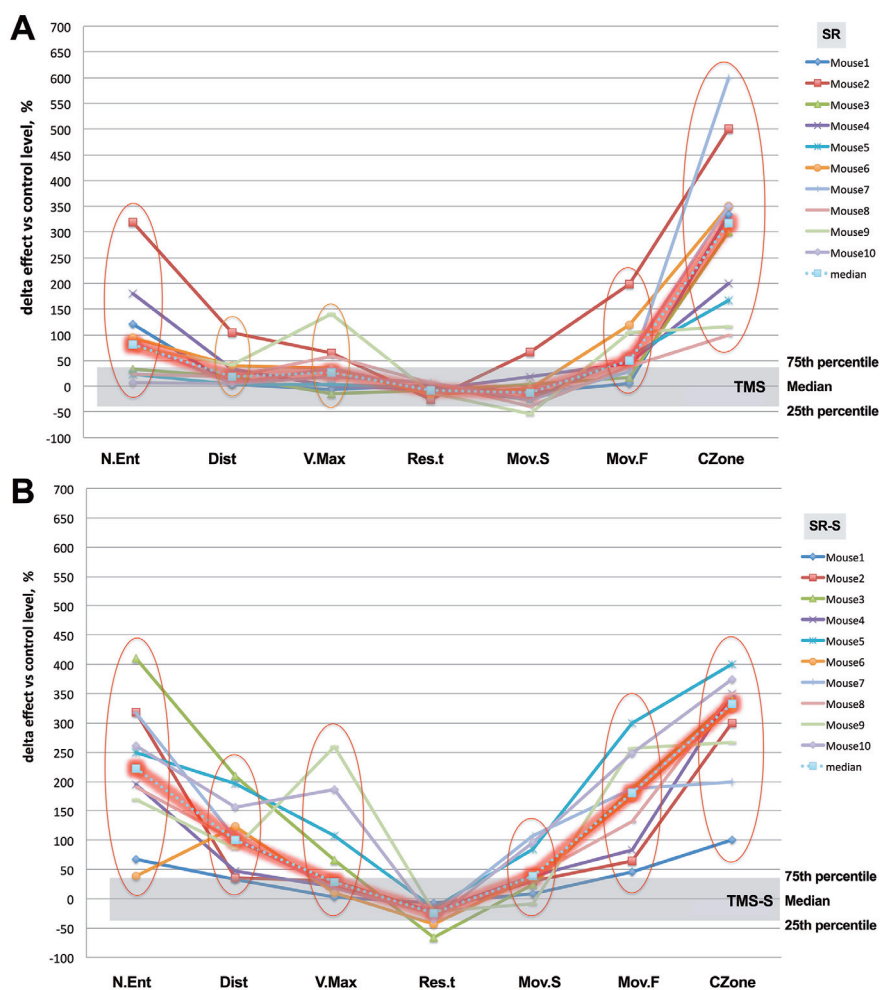 A
SR
700
650
600
550
500
450
400
350
300
250
200
150
100
50
0
-50
-100
delta effect vs control level, %
Mouse1
Mouse2
Mouse3
Mouse4
Mouse5
Mouse6
Mouse7
Mouse8
Mouse9
Mouse10
median
75th percentile
TMS Median
25th percentile
N.Ent Dist V.Max Res.t Mov.S Mov.F CZone
B
SR-S
700
650
600
550
500
450
400
350
300
250
200
150
100
50
0
-50
-100
delta effect vs control level, %
Mouse1
Mouse2
Mouse3
Mouse4
Mouse5
Mouse6
Mouse7
Mouse8
Mouse9
Mouse10
median
75th percentile
TMS-S Median
25th percentile
N.Ent Dist V.Max Res.t Mov.S Mov.F CZone